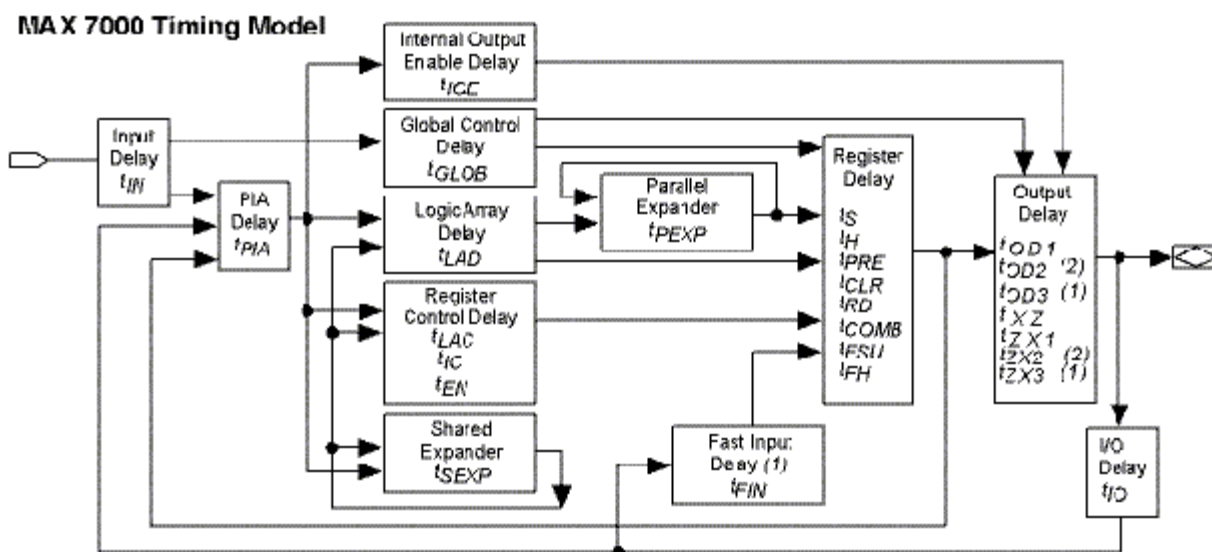 MAX 7000 Timing Model
Internal Output
Enable Delay
tIOE
Input
Delay
tIN
Global Control
Delay
tGLOB
PIA
Delay
tPIA
Logic Array
Delay
tLAD
Parallel
Expander
tPEXP
Register
Control Delay
tLAC
tIC
tEN
Shared
Expander
tSEXP
Fast Input
Delay (1)
tFIN
Register
Delay
tS
tH
tPRE
tCLR
tRD
tCOMB
tFSU
tFH
Output
Delay
tOD1
tOD2 (2)
tOD3 (1)
tXZ
tZX1
tZX2 (2)
tZX3 (1)
I/O
Delay
tIO